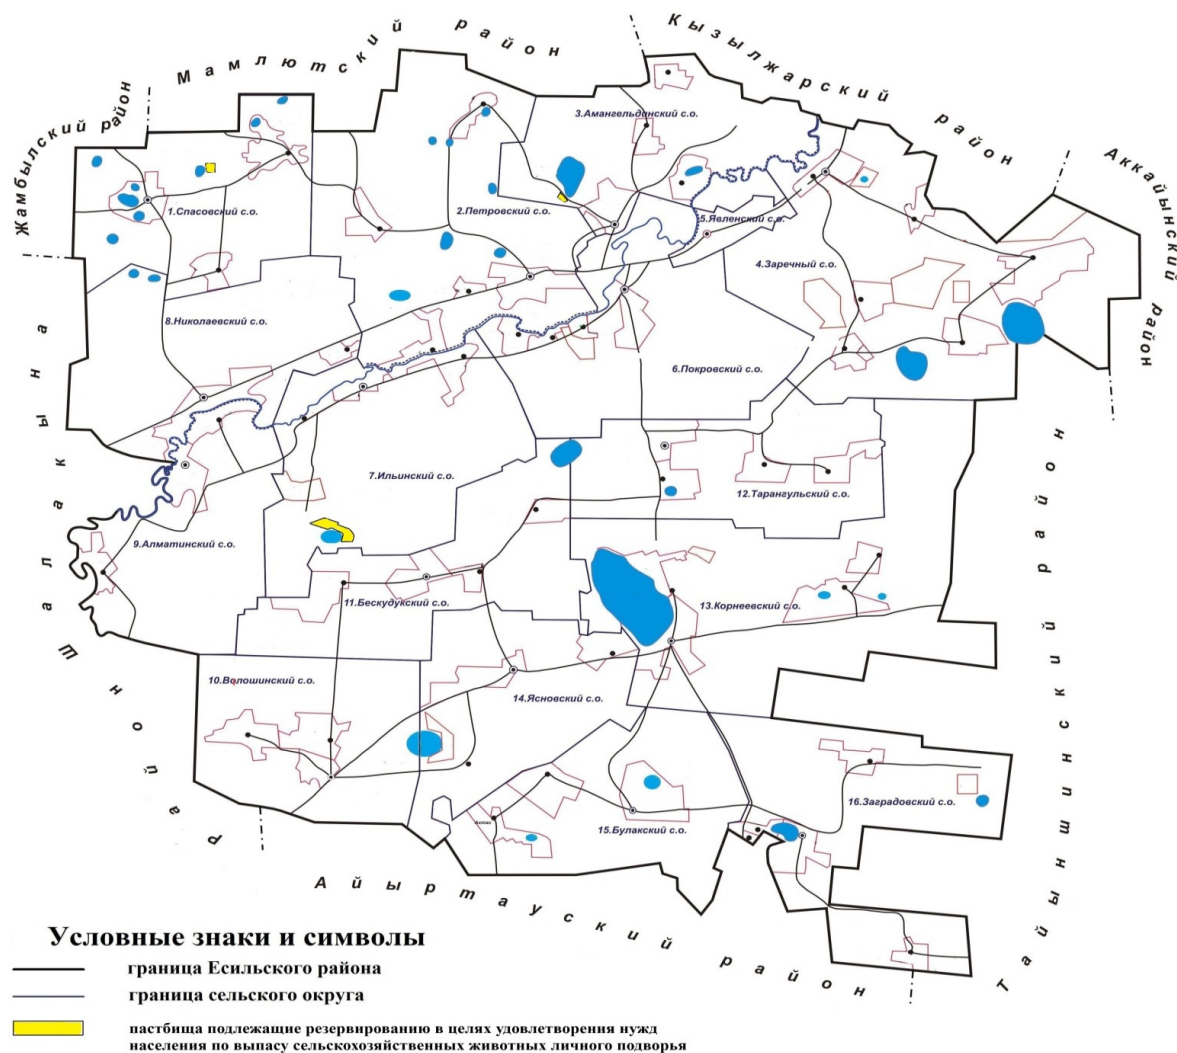 Мамлютский район
Кызылжарский район
Жамбылский район
Аккайынский район
3.Амангельдинский с.о.
1.Спасовский с.о.
2.Петровский с.о.
5.Явленский с.о.
4.Заречный с.о.
8.Николаевский с.о.
6.Покровский с.о.
7.Ильинский с.о.
12.Тарангульский с.о.
9.Алматинский с.о.
11.Бескудукский с.о.
13.Корнеевский с.о.
10.Волошинский с.о.
14.Ясновский с.о.
16.Заградовский с.о.
15.Булакский с.о.
район Шал акына
Тайыншинский район
Айыртауский район
Условные знаки и символы
граница Есильского района
граница сельского округа
пастбища подлежащие резервированию в целях удовлетворения нужд
населения по выпасу сельскохозяйственных животных личного подворья